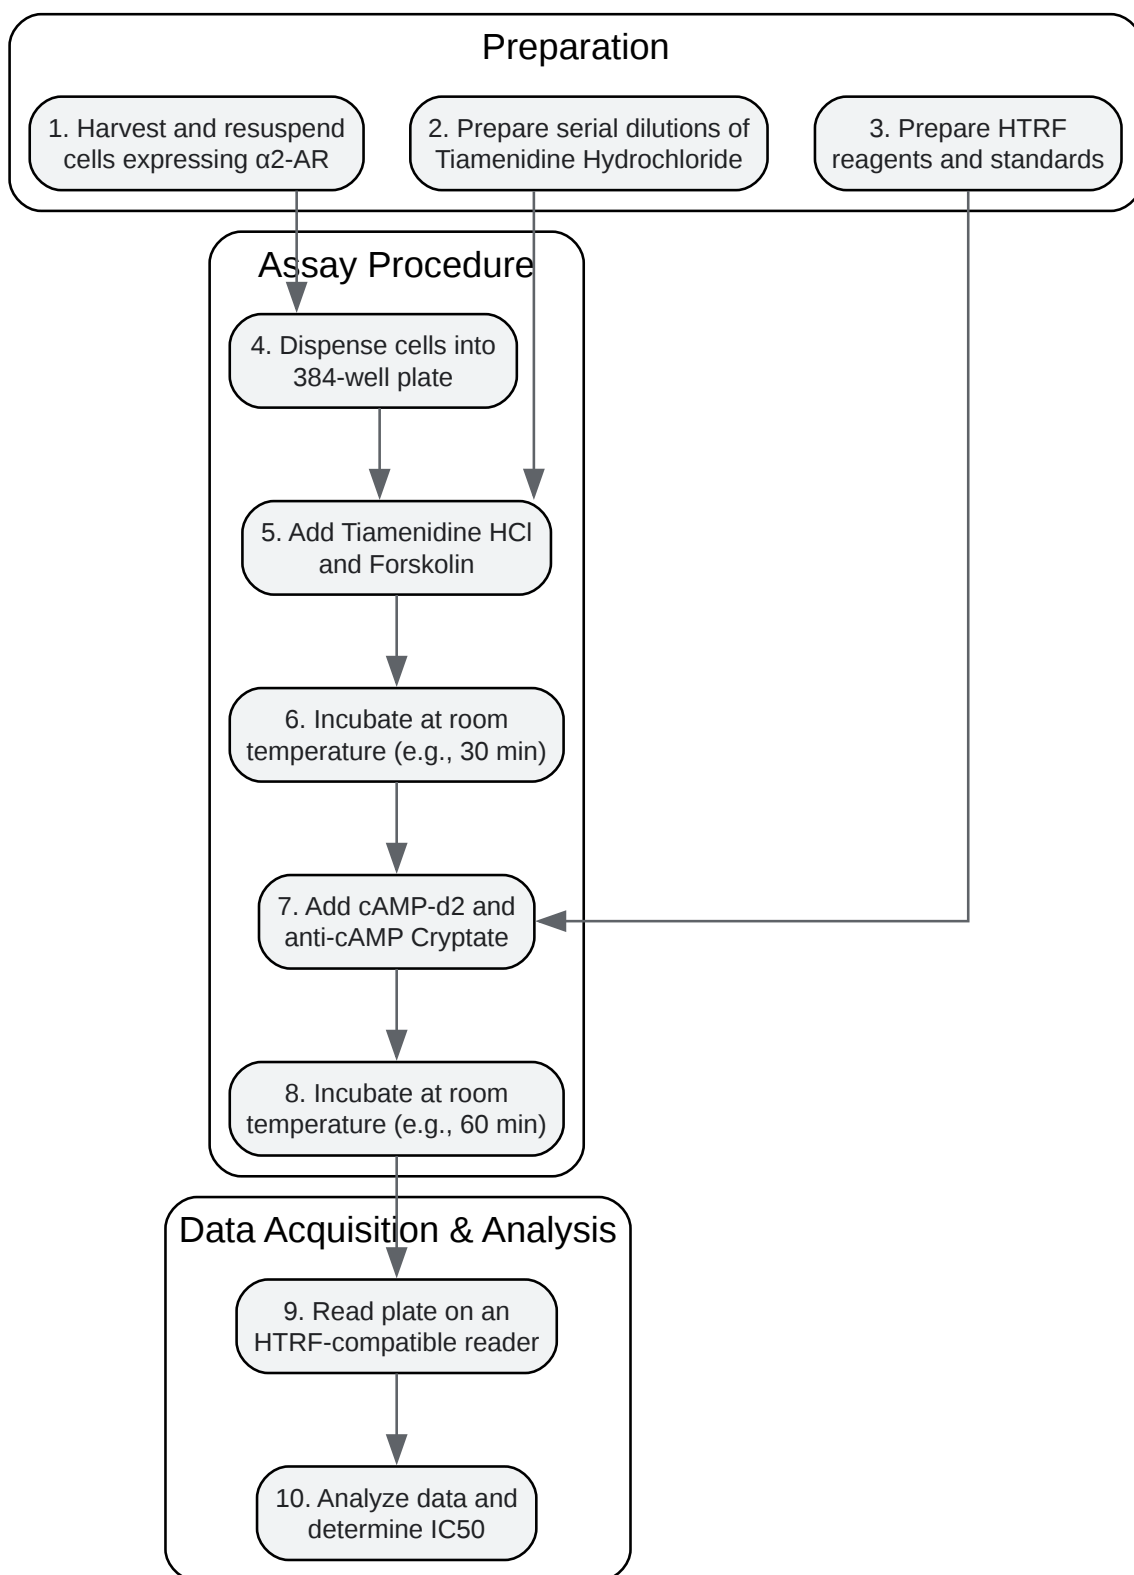 Preparation
1. Harvest and resuspend
cells expressing α2-AR
2. Prepare serial dilutions of
Tiamenidine Hydrochloride
3. Prepare HTRF
reagents and standards
Assay Procedure
4. Dispense cells into
384-well plate
5. Add Tiamenidine HCl
and Forskolin
6. Incubate at room
temperature (e.g., 30 min)
7. Add cAMP-d2 and
anti-cAMP Cryptate
8. Incubate at room
temperature (e.g., 60 min)
Data Acquisition & Analysis
9. Read plate on an
HTRF-compatible reader
10. Analyze data and
determine IC50